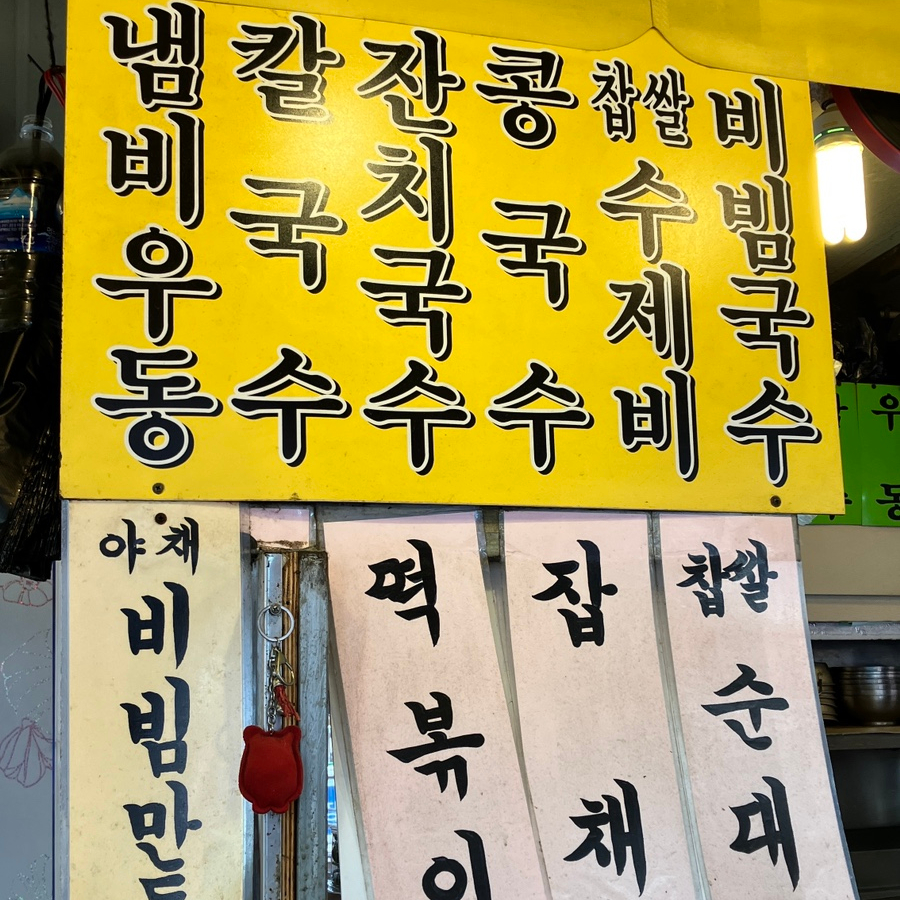 냄비우동
칼국수
잔치국수
콩국수
찹쌀수제비
비빔국수
야채
비빔만
떡볶이
잡채
찹쌀순대